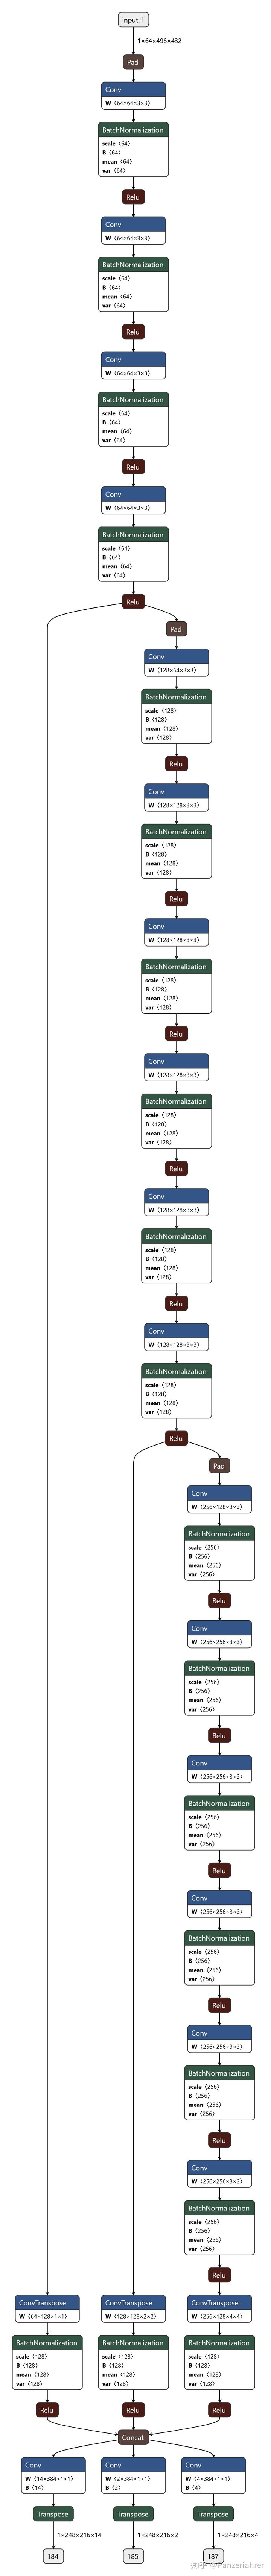 input.1
1×64×496×432
Pad
Conv
W 〈64×64×3×3〉
BatchNormalization
scale 〈64〉
B 〈64〉
mean 〈64〉
var 〈64〉
Relu
Conv
W 〈64×64×3×3〉
BatchNormalization
scale 〈64〉
B 〈64〉
mean 〈64〉
var 〈64〉
Relu
Conv
W 〈64×64×3×3〉
BatchNormalization
scale 〈64〉
B 〈64〉
mean 〈64〉
var 〈64〉
Relu
Conv
W 〈64×64×3×3〉
BatchNormalization
scale 〈64〉
B 〈64〉
mean 〈64〉
var 〈64〉
Relu
Pad
Conv
W 〈128×64×3×3〉
BatchNormalization
scale 〈128〉
B 〈128〉
mean 〈128〉
var 〈128〉
Relu
Conv
W 〈128×128×3×3〉
BatchNormalization
scale 〈128〉
B 〈128〉
mean 〈128〉
var 〈128〉
Relu
Conv
W 〈128×128×3×3〉
BatchNormalization
scale 〈128〉
B 〈128〉
mean 〈128〉
var 〈128〉
Relu
Conv
W 〈128×128×3×3〉
BatchNormalization
scale 〈128〉
B 〈128〉
mean 〈128〉
var 〈128〉
Relu
Conv
W 〈128×128×3×3〉
BatchNormalization
scale 〈128〉
B 〈128〉
mean 〈128〉
var 〈128〉
Relu
Conv
W 〈128×128×3×3〉
BatchNormalization
scale 〈128〉
B 〈128〉
mean 〈128〉
var 〈128〉
Relu
Pad
Conv
W 〈256×128×3×3〉
BatchNormalization
scale 〈256〉
B 〈256〉
mean 〈256〉
var 〈256〉
Relu
Conv
W 〈256×256×3×3〉
BatchNormalization
scale 〈256〉
B 〈256〉
mean 〈256〉
var 〈256〉
Relu
Conv
W 〈256×256×3×3〉
BatchNormalization
scale 〈256〉
B 〈256〉
mean 〈256〉
var 〈256〉
Relu
Conv
W 〈256×256×3×3〉
BatchNormalization
scale 〈256〉
B 〈256〉
mean 〈256〉
var 〈256〉
Relu
Conv
W 〈256×256×3×3〉
BatchNormalization
scale 〈256〉
B 〈256〉
mean 〈256〉
var 〈256〉
Relu
Conv
W 〈256×256×3×3〉
BatchNormalization
scale 〈256〉
B 〈256〉
mean 〈256〉
var 〈256〉
Relu
ConvTranspose
W 〈64×128×1×1〉
BatchNormalization
scale 〈128〉
B 〈128〉
mean 〈128〉
var 〈128〉
Relu
ConvTranspose
W 〈128×128×2×2〉
BatchNormalization
scale 〈128〉
B 〈128〉
mean 〈128〉
var 〈128〉
Relu
ConvTranspose
W 〈256×128×4×4〉
BatchNormalization
scale 〈128〉
B 〈128〉
mean 〈128〉
var 〈128〉
Relu
Concat
Conv
W 〈14×384×1×1〉
B 〈14〉
Transpose
1×248×216×14
184
Conv
W 〈2×384×1×1〉
B 〈2〉
Transpose
1×248×216×2
185
Conv
W 〈4×384×1×1〉
B 〈4〉
Transpose
1×248×216×4
187
知乎 @Panzerfahrer